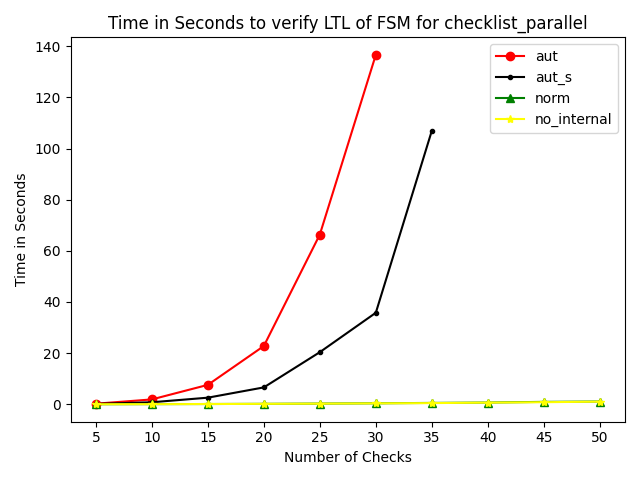 Time in Seconds to verify LTL of FSM for checklist_parallel
140
120
100
80
60
40
20
0
Time in Seconds
aut
aut_s
norm
no_internal
5 10 15 20 25 30 35 40 45 50
Number of Checks